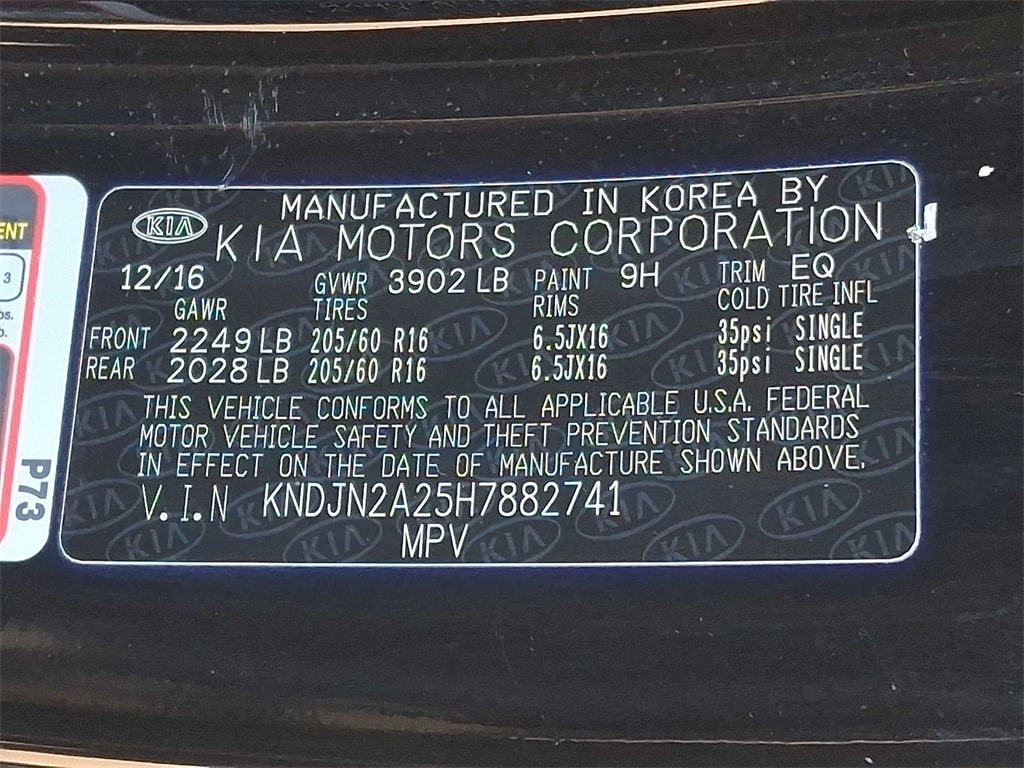 MANUFACTURED IN KOREA BY
KIA KIA MOTORS CORPORATION
12/16 GVWR 3902 LB PAINT 9H TRIM EQ
GAWR TIRES RIMS COLD TIRE INFL
FRONT 2249 LB 205/60 R16 6.5JX16 35psi SINGLE
REAR 2028 LB 205/60 R16 6.5JX16 35psi SINGLE
THIS VEHICLE CONFORMS TO ALL APPLICABLE U.S.A. FEDERAL
MOTOR VEHICLE SAFETY AND THEFT PREVENTION STANDARDS
IN EFFECT ON THE DATE OF MANUFACTURE SHOWN ABOVE.
V.I.N KNDJN2A25H7882741
MPV
ENT
3
P73